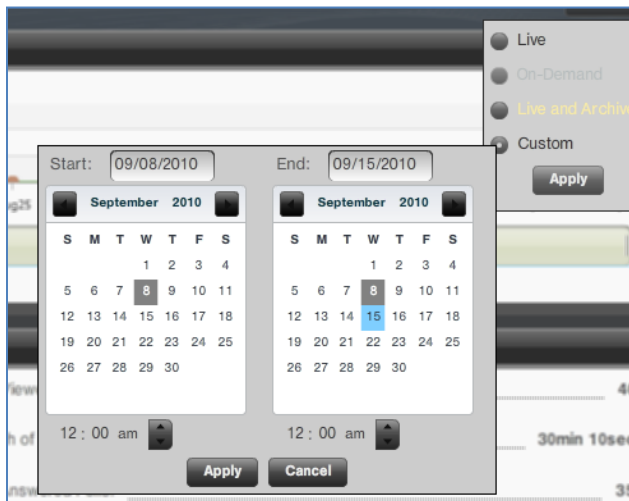 Live
On-Demand
Live and Archiv
Custom
Apply
Start: 09/08/2010 End: 09/15/2010
September 2010 September 2010
S M T W T F S S M T W T F S
1 2 3 4 1 2 3 4
5 6 7 8 9 10 11 5 6 7 8 9 10 11
12 13 14 15 16 17 18 12 13 14 15 16 17 18
19 20 21 22 23 24 25 19 20 21 22 23 24 25
26 27 28 29 30 26 27 28 29 30
12 : 00 am 12 : 00 am
Apply Cancel
30min 10sec